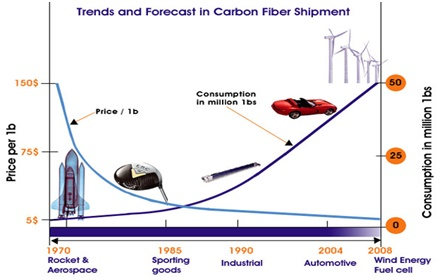 Trends and Forecast in Carbon Fiber Shipment
150$
75$
5$
Price per 1b
Price / 1b
Consumption
in million 1bs
50
25
0
Consumption in million 1bs
1970
1985
1990
2004
2008
Rocket &
Aerospace
Sporting
goods
Industrial
Automotive
Wind Energy
Fuel cell